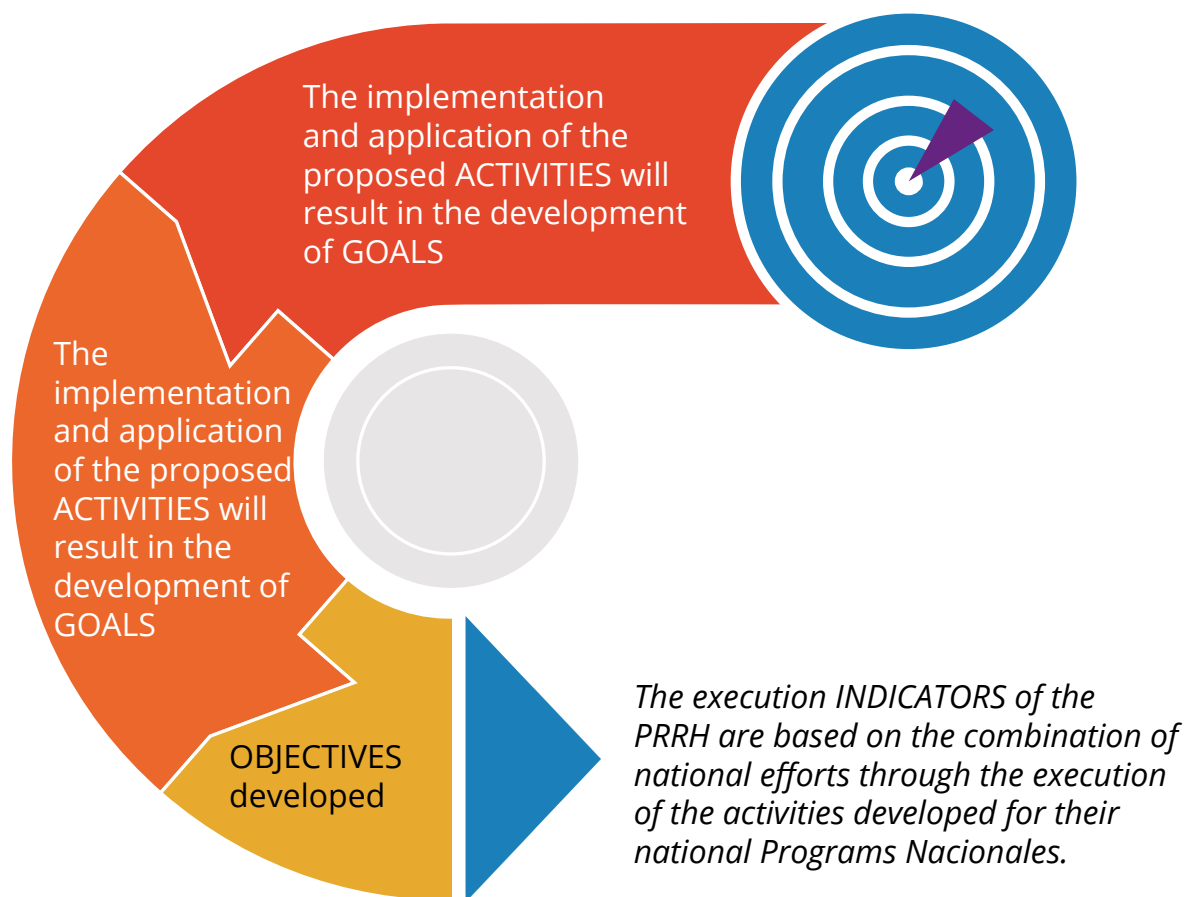 The implementation
and application of the
proposed ACTIVITIES will
result in the development
of GOALS
The
implementation
and application
of the proposed
ACTIVITIES will
result in the
development of
GOALS
OBJECTIVES
developed
The execution INDICATORS of the
PRRH are based on the combination of
national efforts through the execution
of the activities developed for their
national Programs Nacionales.